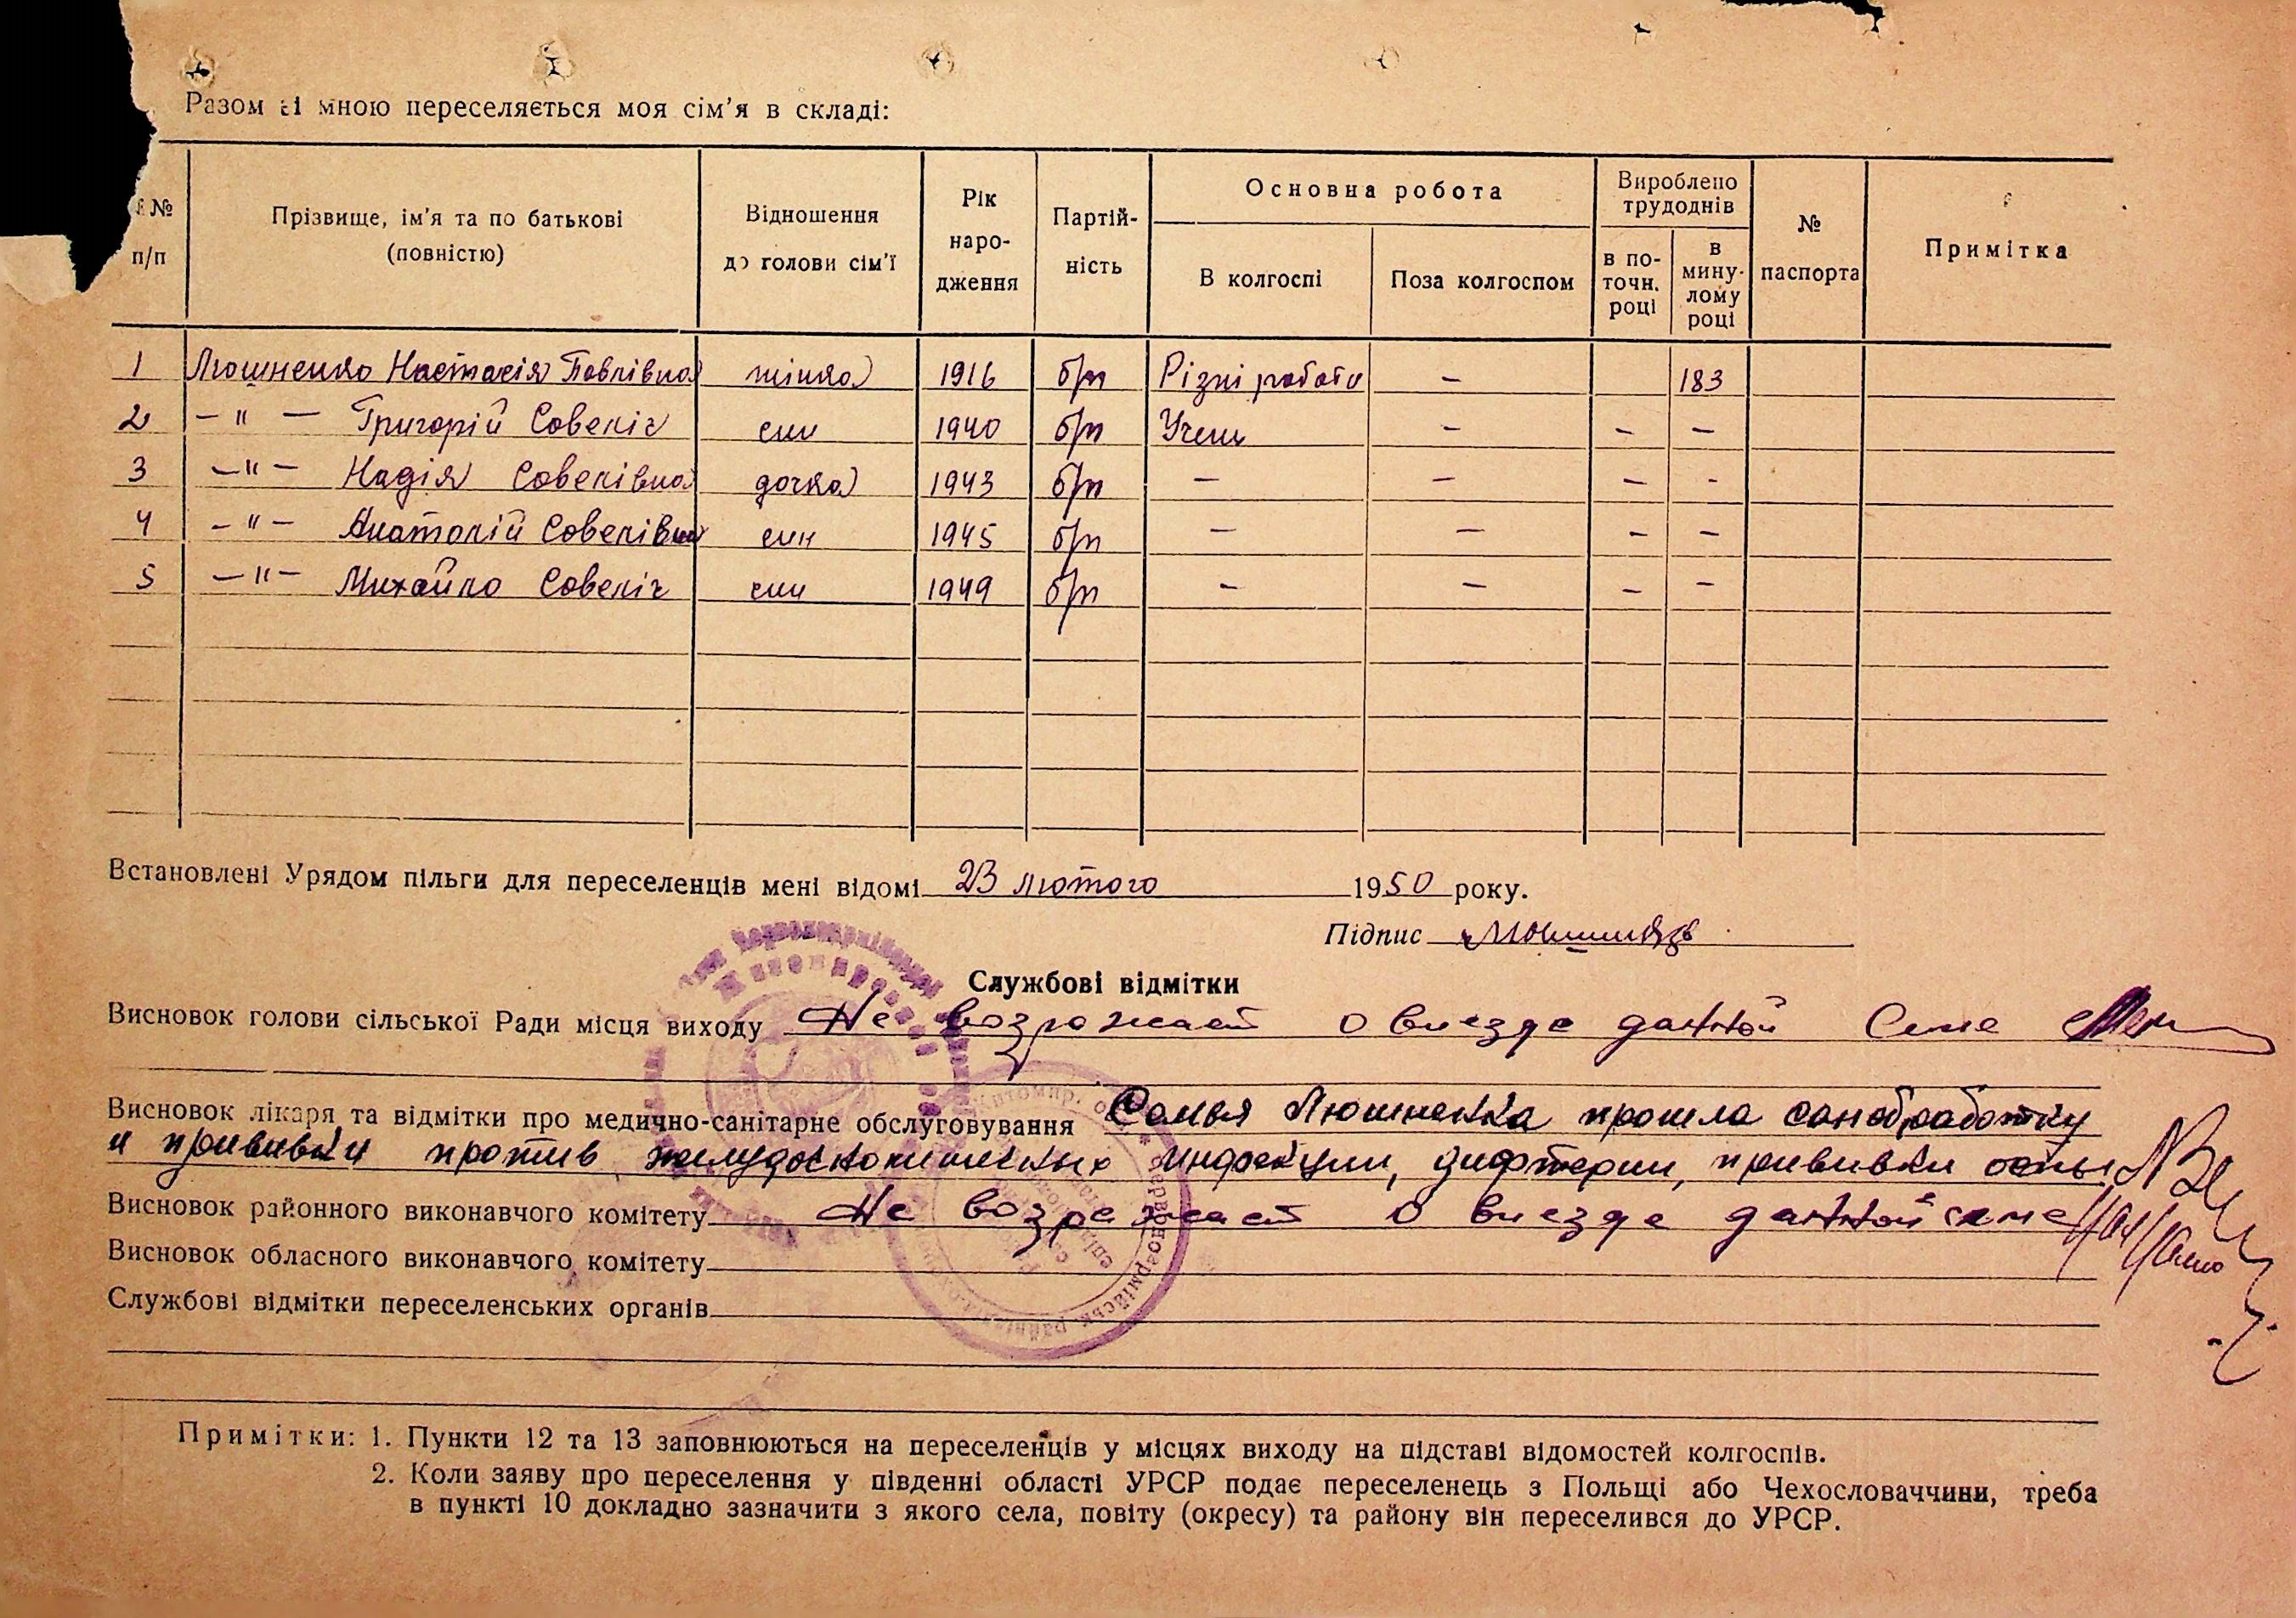 Разом зі мною переселяється моя сім'я в складі:
№ п/п
Прізвище, ім'я та по батькові (повністю)
Відношення до голови сім'ї
Рік народження
Партійність
Основна робота
В колгоспі
Поза колгоспом
Вироблено трудоднів
в поточн. році
в минулому році
№ паспорта
Примітка
1 Люшненко Настасія Павлівна жінка 1916 б/п Різні роботи – 183
2 – " – Григорій Савеліч син 1940 б/п Учень – – –
3 – " – Надія Савелівна дочка 1943 б/п – – – -
4 – " – Анатолій Савелівич син 1945 б/п – – – –
5 – " – Михайло Савеліч син 1949 б/п – – – –
Встановлені Урядом пільги для переселенців мені відомі 23 лютого 1950 року.
Підпис
Службові відмітки
Висновок голови сільської Ради місця виходу Не возражает о виезде данной семе
Висновок лікаря та відмітки про медично-санітарне обслуговування Семья Люшненка прошла санобработку
и прививки против желудочнокишечных инфекции, дифтерии, прививки оспы
Висновок районного виконавчого комітету Не возражает о виезде данной семе
Висновок обласного виконавчого комітету
Службові відмітки переселенських органів
Примітки: 1. Пункти 12 та 13 заповнюються на переселенців у місцях виходу на підставі відомостей колгоспів.
2. Коли заяву про переселення у південні області УРСР подає переселенець з Польщі або Чехословаччини, треба
в пункті 10 докладно зазначити з якого села, повіту (окресу) та району він переселився до УРСР.